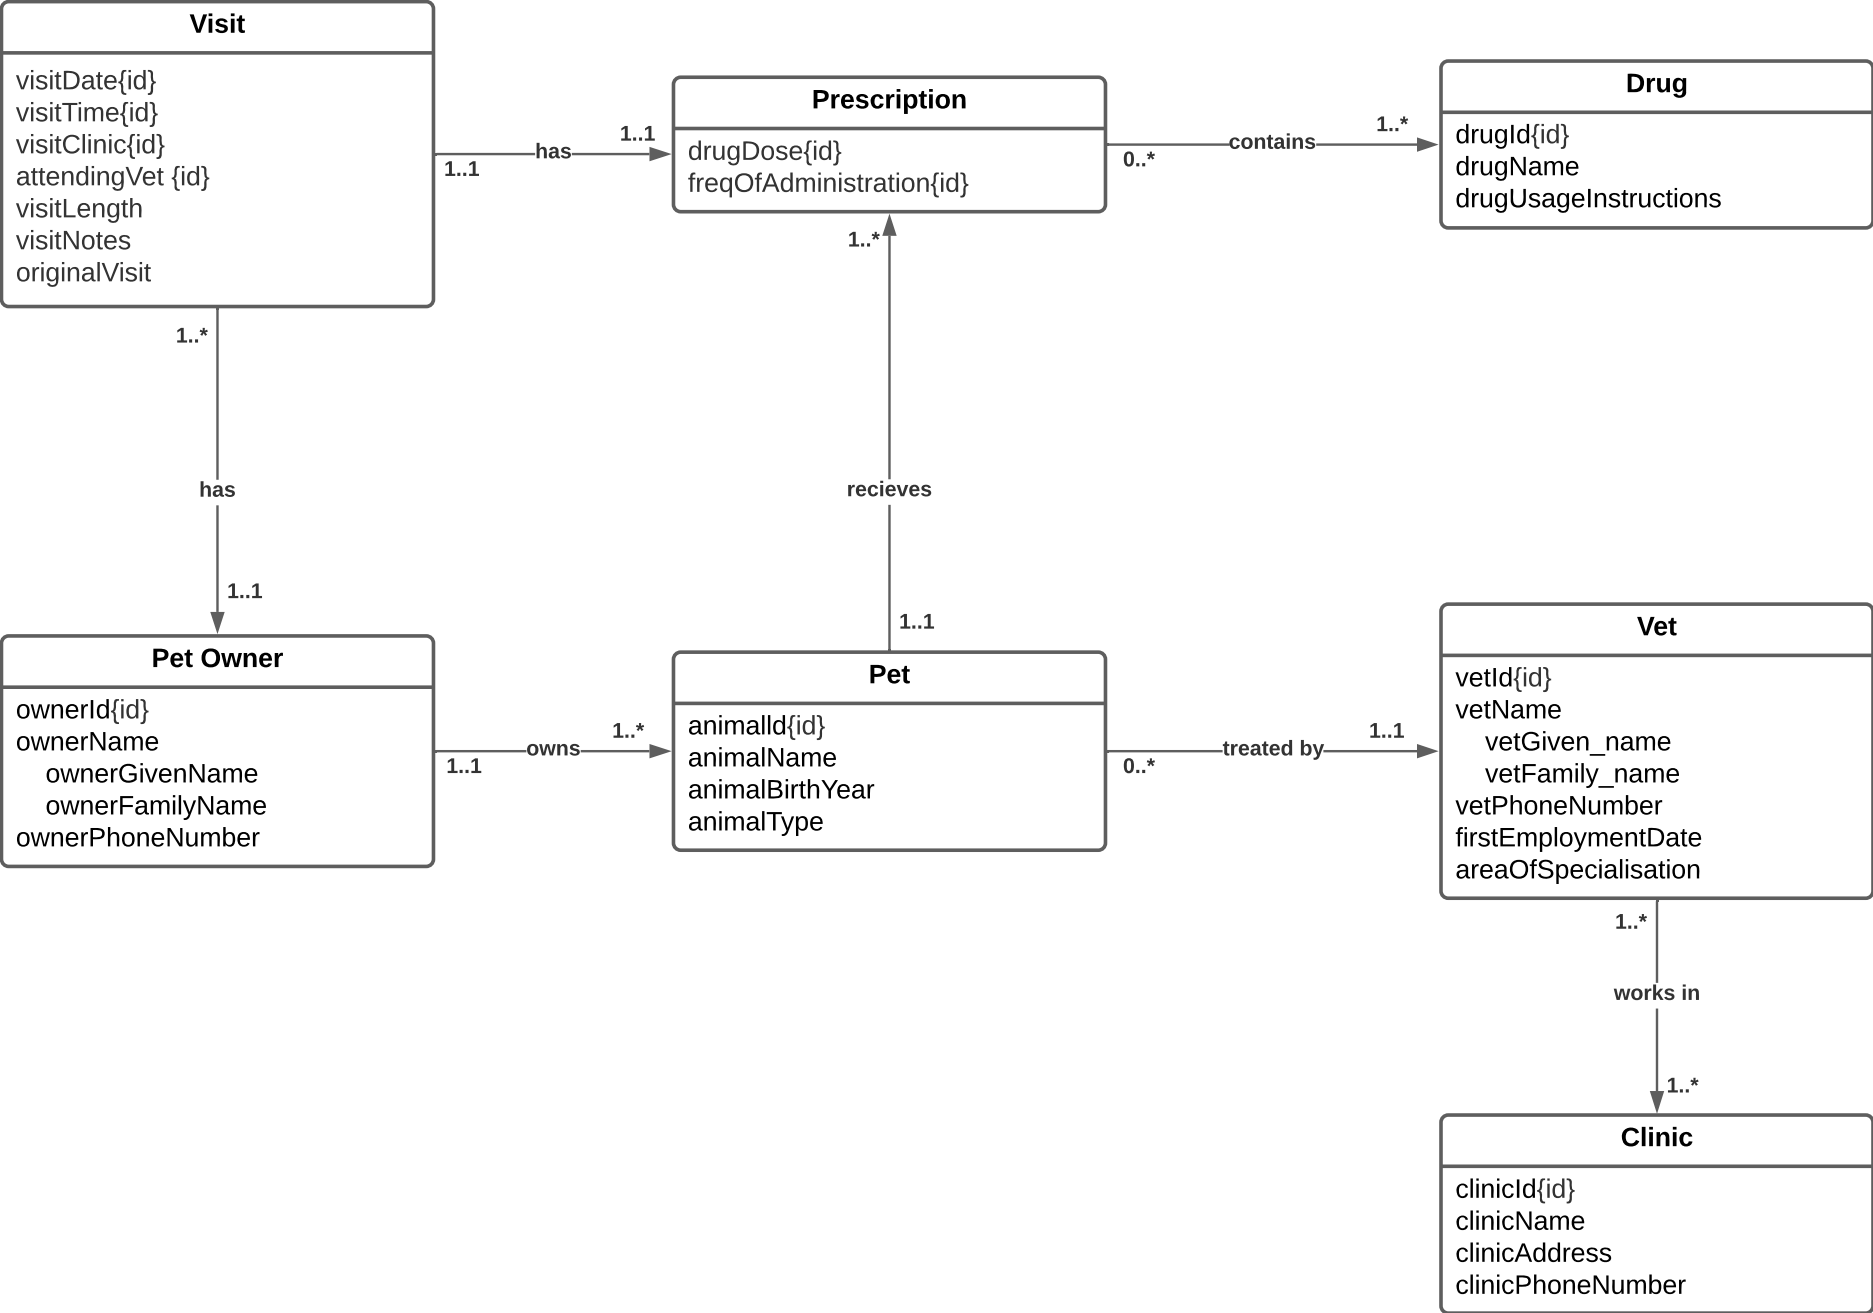 Visit
visitDate{id}
visitTime{id}
visitClinic{id}
attendingVet {id}
visitLength
visitNotes
originalVisit
has
1..1
1..1
Prescription
drugDose{id}
freqOfAdministration{id}
contains
0..*
1..*
Drug
drugId{id}
drugName
drugUsageInstructions
1..*
has
1..1
1..*
recieves
1..1
Pet Owner
ownerId{id}
ownerName
ownerGivenName
ownerFamilyName
ownerPhoneNumber
owns
1..1
1..*
Pet
animalId{id}
animalName
animalBirthYear
animalType
treated by
0..*
1..1
Vet
vetId{id}
vetName
vetGiven_name
vetFamily_name
vetPhoneNumber
firstEmploymentDate
areaOfSpecialisation
1..*
works in
1..*
Clinic
clinicId{id}
clinicName
clinicAddress
clinicPhoneNumber